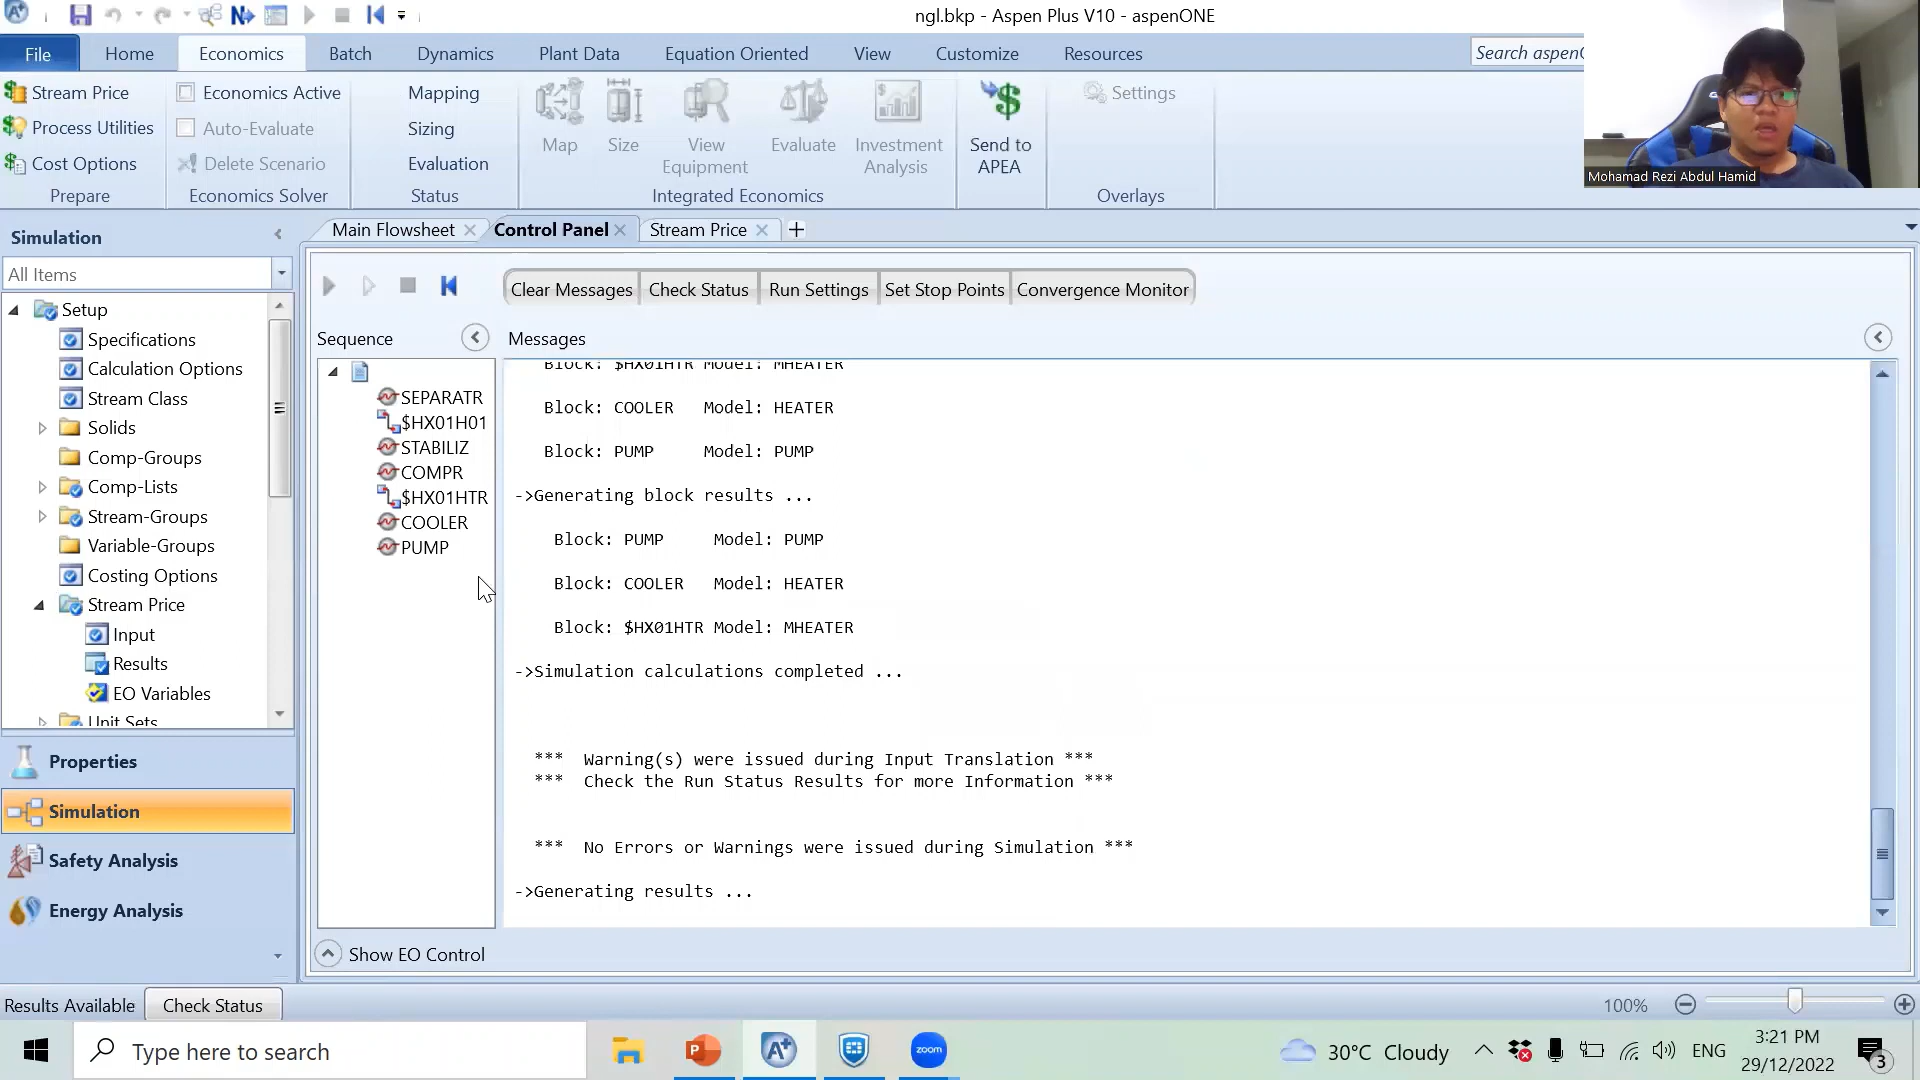 ngl.bkp - Aspen Plus V10 - aspenONE
File Home Economics Batch Dynamics Plant Data Equation Oriented View Customize Resources
Search aspenO
Stream Price
Process Utilities
Cost Options
Prepare
Economics Active
Auto-Evaluate
Delete Scenario
Economics Solver
Mapping
Sizing
Evaluation
Status
Map
Size
View
Equipment
Evaluate
Investment
Analysis
Integrated Economics
Send to
APEA
Settings
Overlays
Mohamad Rezi Abdul Hamid
Simulation
All Items
Setup
Specifications
Calculation Options
Stream Class
Solids
Comp-Groups
Comp-Lists
Stream-Groups
Variable-Groups
Costing Options
Stream Price
Input
Results
EO Variables
Unit Sets
Properties
Simulation
Safety Analysis
Energy Analysis
Main Flowsheet Control Panel Stream Price
Clear Messages Check Status Run Settings Set Stop Points Convergence Monitor
Sequence
SEPARATR
$HX01H01
STABILIZ
COMPR
$HX01HTR
COOLER
PUMP
Messages
Block: $HX01HTR Model: MHEATER
Block: COOLER Model: HEATER
Block: PUMP Model: PUMP
->Generating block results ...
Block: PUMP Model: PUMP
Block: COOLER Model: HEATER
Block: $HX01HTR Model: MHEATER
->Simulation calculations completed ...
*** Warning(s) were issued during Input Translation ***
*** Check the Run Status Results for more Information ***
*** No Errors or Warnings were issued during Simulation ***
->Generating results ...
Show EO Control
Results Available Check Status
100%
Type here to search
zoom
30°C Cloudy
ENG
3:21 PM
29/12/2022
3